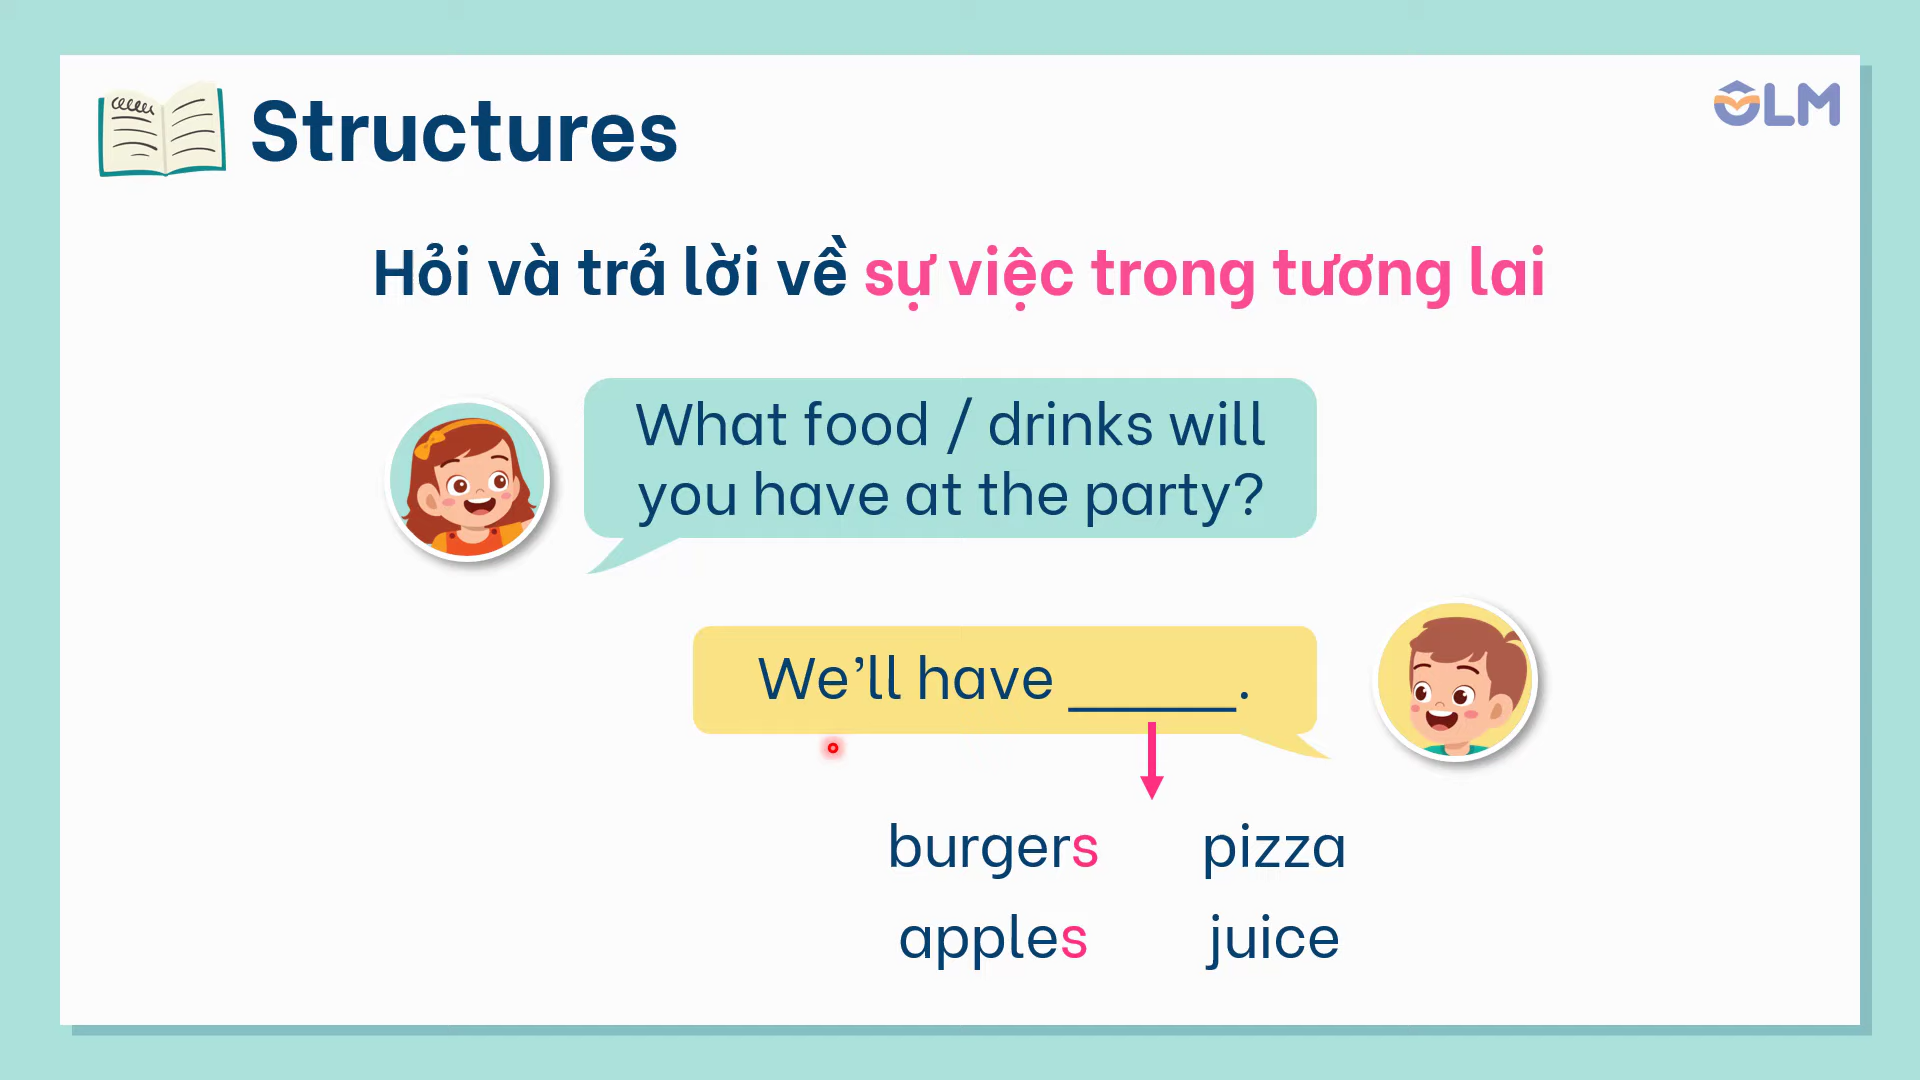 Structures
OLM
Hỏi và trả lời về sự việc trong tương lai
What food / drinks will
you have at the party?
We’ll have ______.
burgers pizza
apples juice